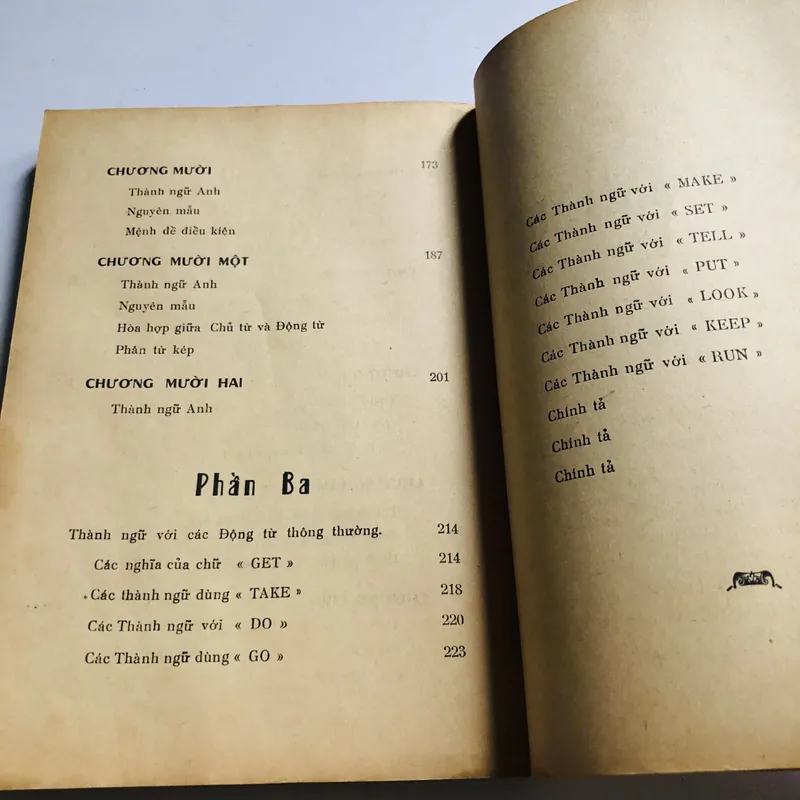 CHƯƠNG MƯỜI 173
Thành ngữ Anh
Nguyên mẫu
Mệnh đề điều kiện
CHƯƠNG MƯỜI MỘT 187
Thành ngữ Anh
Nguyên mẫu
Hòa hợp giữa Chủ từ và Động từ
Phân từ kép
CHƯƠNG MƯỜI HAI 201
Thành ngữ Anh
Phần Ba
Thành ngữ với các Động từ thông thường. 214
Các nghĩa của chữ « GET » 214
Các thành ngữ dùng « TAKE » 218
Các Thành ngữ với « DO » 220
Các Thành ngữ dùng « GO » 223
Các Thành ngữ với « MAKE »
Các Thành ngữ với « SET »
Các Thành ngữ với « TELL »
Các Thành ngữ với « PUT »
Các Thành ngữ với « LOOK »
Các Thành ngữ với « KEEP »
Các Thành ngữ với « RUN »
Chính tả
Chính tả
Chính tả